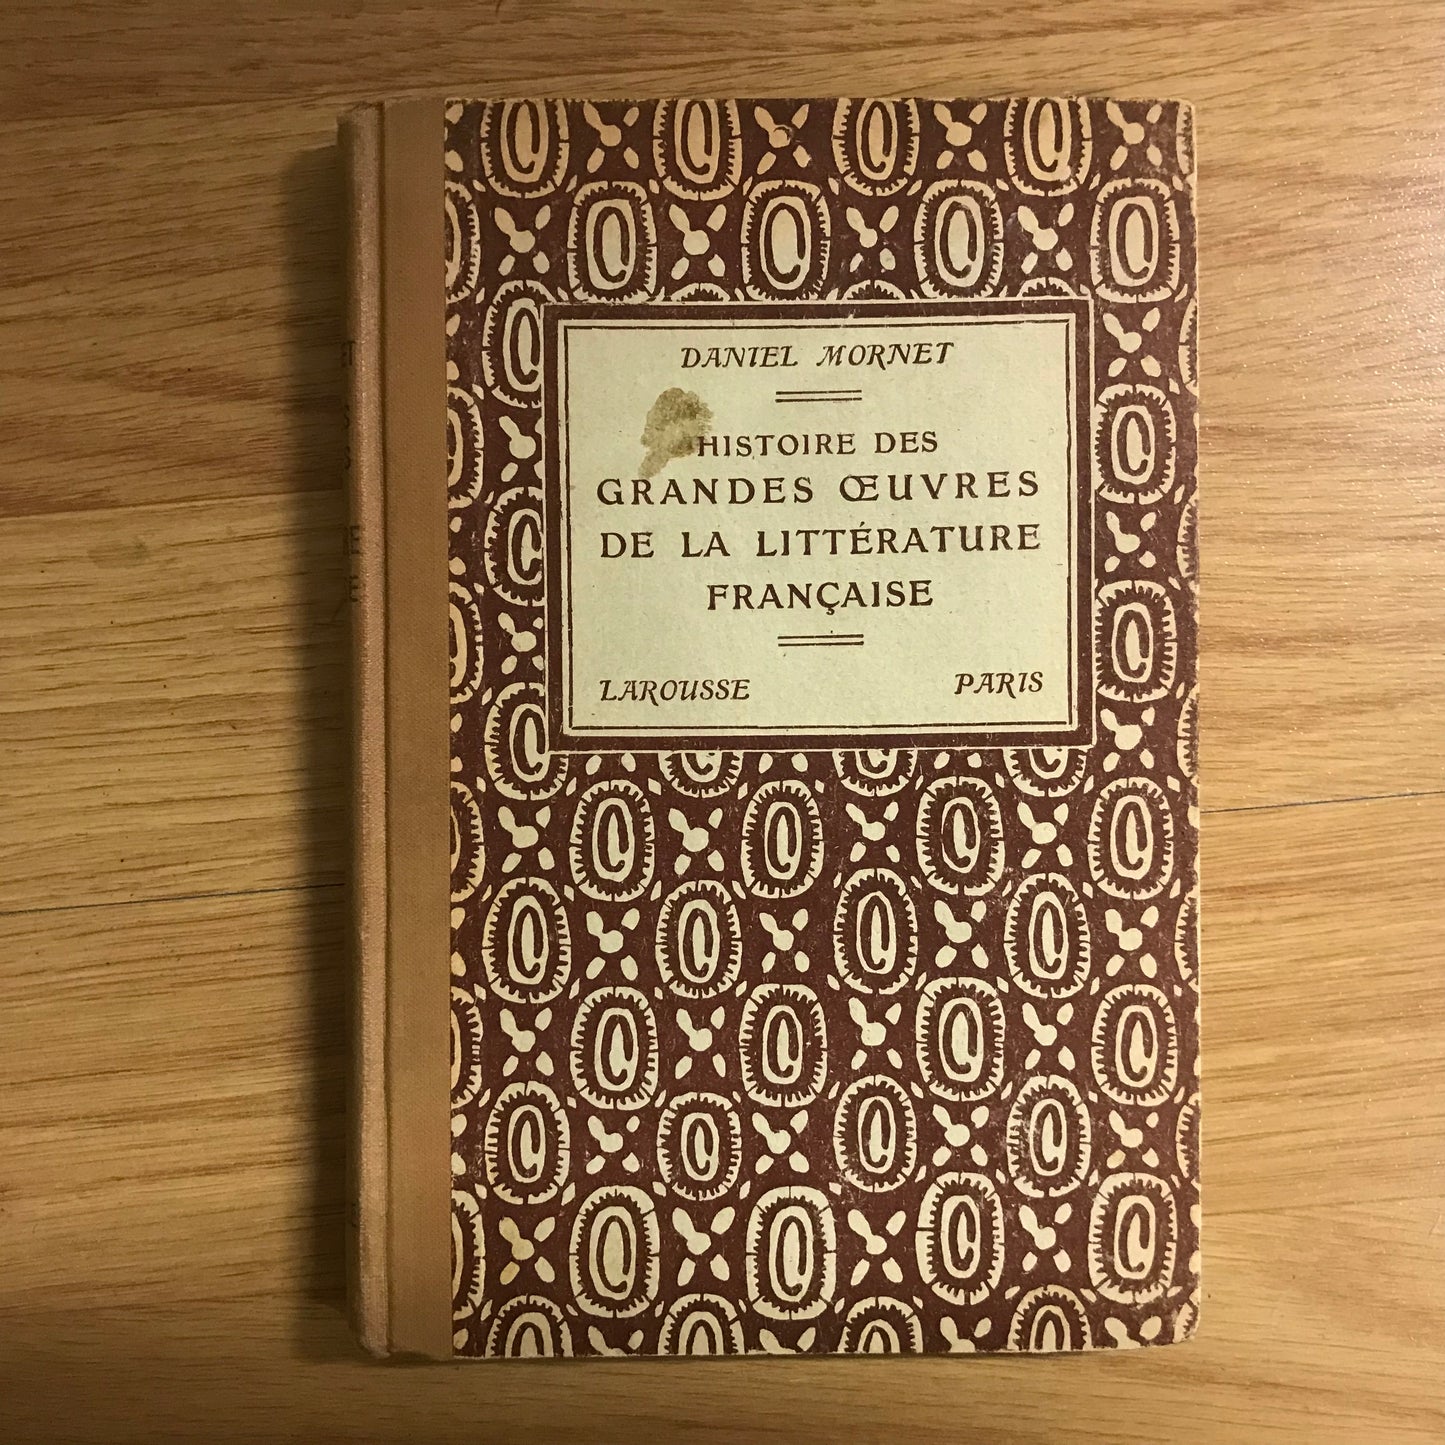 DANIEL MORNET
HISTOIRE DES
GRANDES ŒUVRES
DE LA LITTÉRATURE
FRANÇAISE
LAROUSSE PARIS